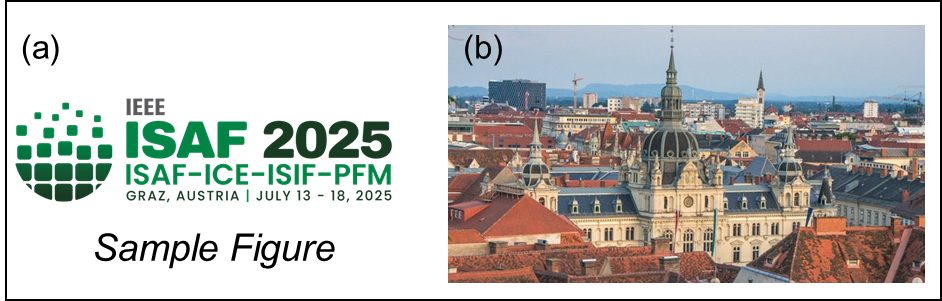 (a)
IEEE
ISAF 2025
ISAF-ICE-ISIF-PFM
GRAZ, AUSTRIA | JULY 13 - 18, 2025
Sample Figure
(b)